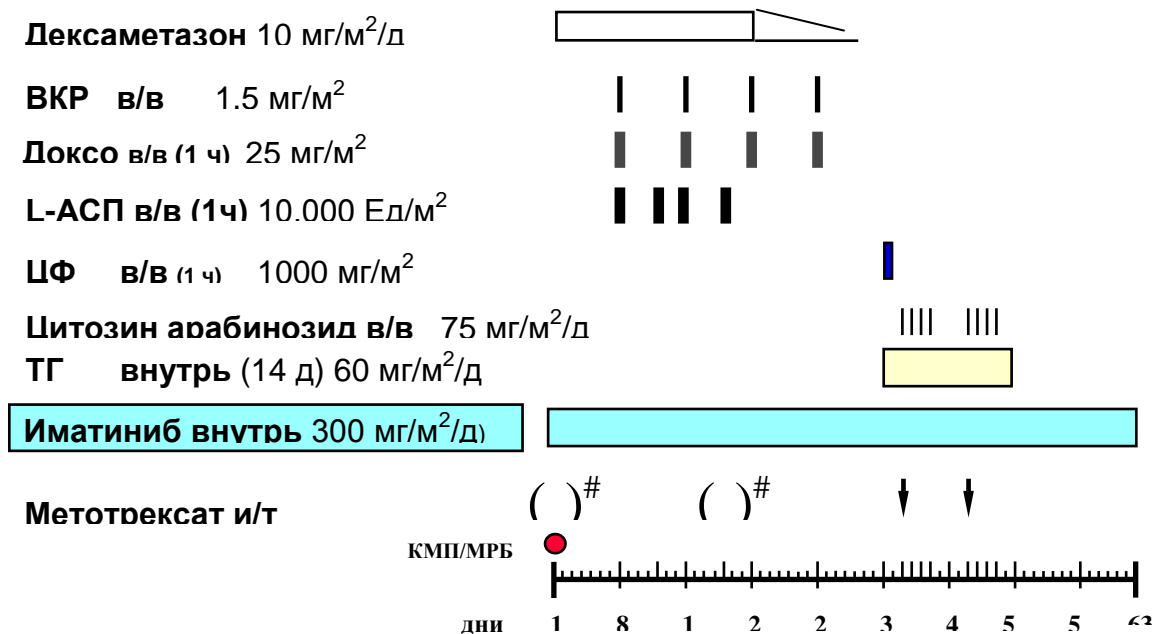 Дексаметазон 10 мг/м²/д
ВКР в/в 1.5 мг/м²
Доксо в/в (1 ч) 25 мг/м²
L-АСП в/в (1ч) 10.000 Ед/м²
ЦФ в/в (1 ч) 1000 мг/м²
Цитозин арабинозид в/в 75 мг/м²/д
ТГ внутрь (14 д) 60 мг/м²/д
Иматиниб внутрь 300 мг/м²/д)
Метотрексат и/т ( )# ( )#
КМП/МРБ
дни 1 8 1 2 2 3 4 5 5 63